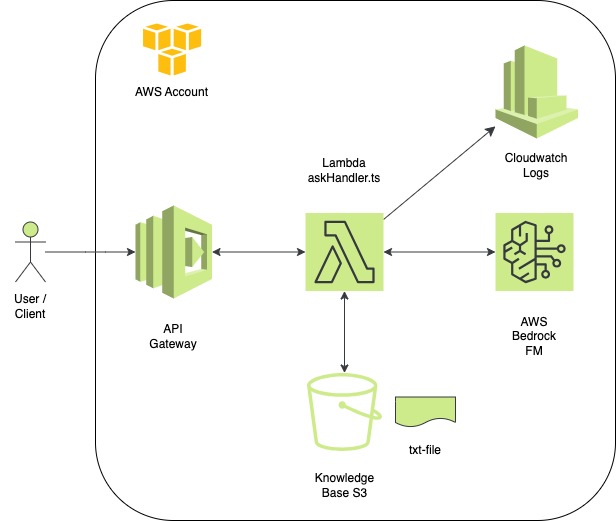 AWS Account
Cloudwatch
Logs
Lambda
askHandler.ts
User /
Client
API
Gateway
AWS
Bedrock
FM
txt-file
Knowledge
Base S3